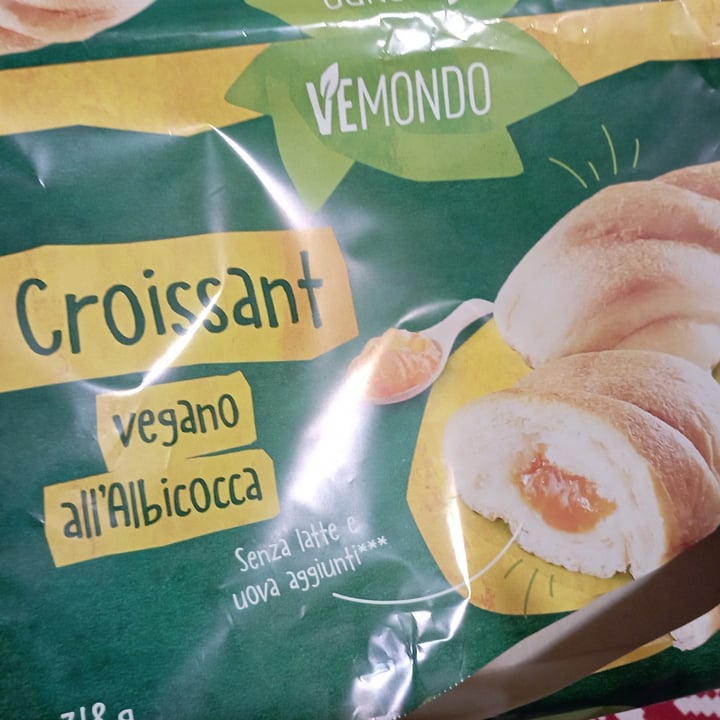 VEMONDO
Croissant
vegano
all'Albicocca
Senza latte e
uova aggiunti***